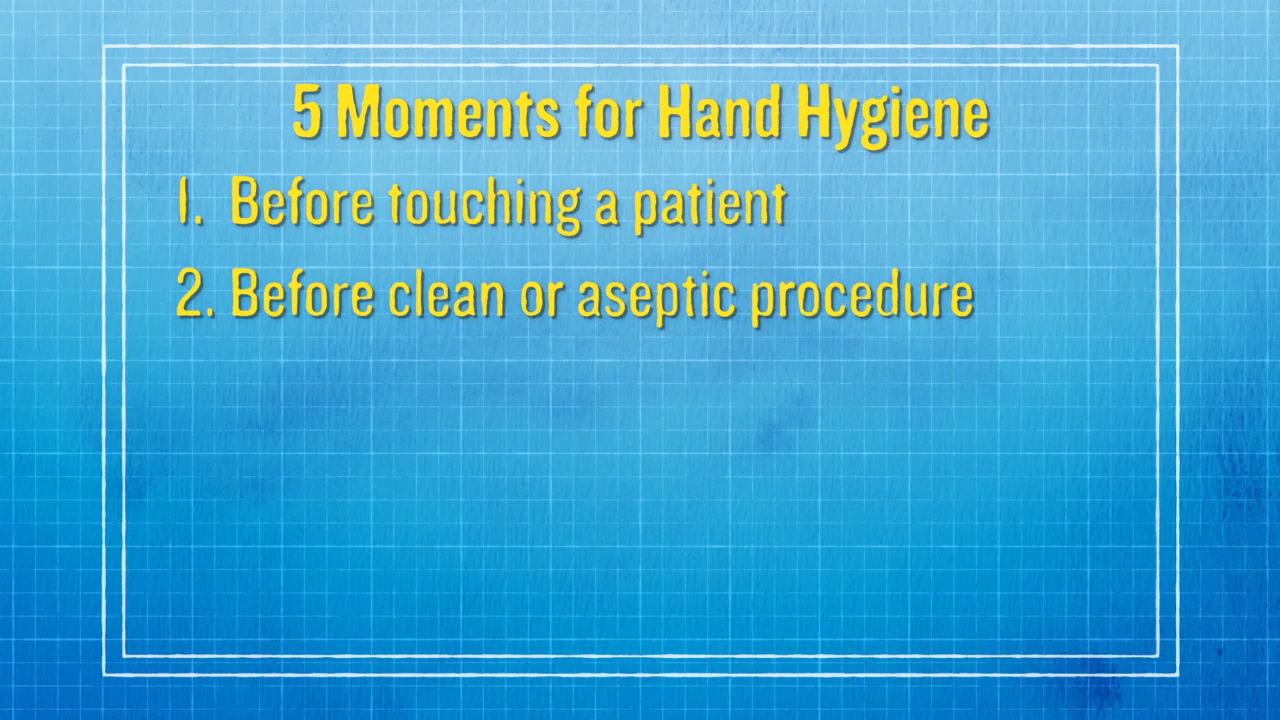 5 Moments for Hand Hygiene
1. Before touching a patient
2. Before clean or aseptic procedure